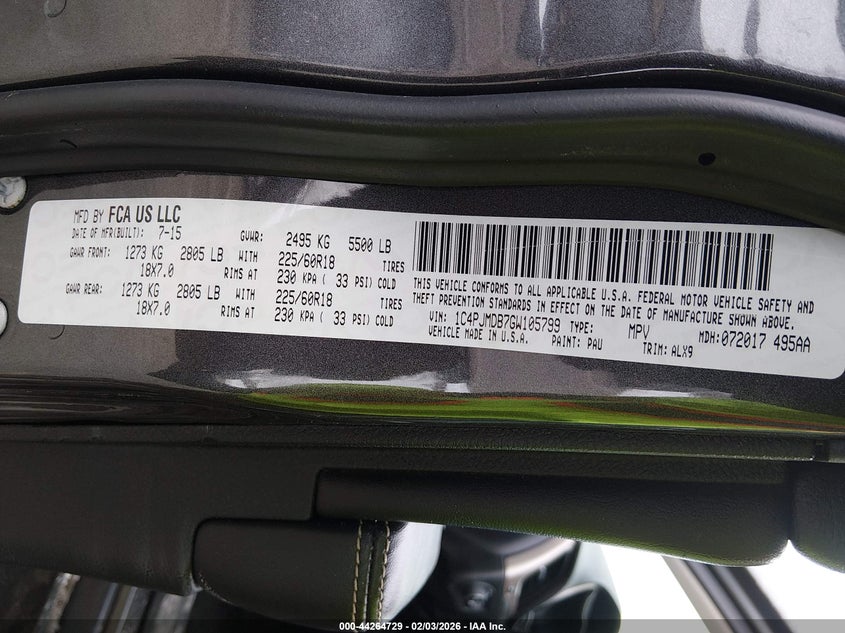 MFD BY FCA US LLC
DATE OF MFR(BUILT): 7-15 GVWR: 2495 KG 5500 LB
GAWR FRONT: 1273 KG 2805 LB WITH 225/60R18 TIRES
18X7.0 RIMS AT 230 KPA ( 33 PSI) COLD
GAWR REAR: 1273 KG 2805 LB WITH 225/60R18 TIRES
18X7.0 RIMS AT 230 KPA ( 33 PSI) COLD
THIS VEHICLE CONFORMS TO ALL APPLICABLE U.S.A. FEDERAL MOTOR VEHICLE SAFETY AND
THEFT PREVENTION STANDARDS IN EFFECT ON THE DATE OF MANUFACTURE SHOWN ABOVE.
VIN: 1C4PJMDB7GW105799 TYPE: MPV MDH:072017 495AA
VEHICLE MADE IN U.S.A. PAINT: PAU TRIM: ALX9
000-44264729 - 02/03/2026 - IAA Inc.